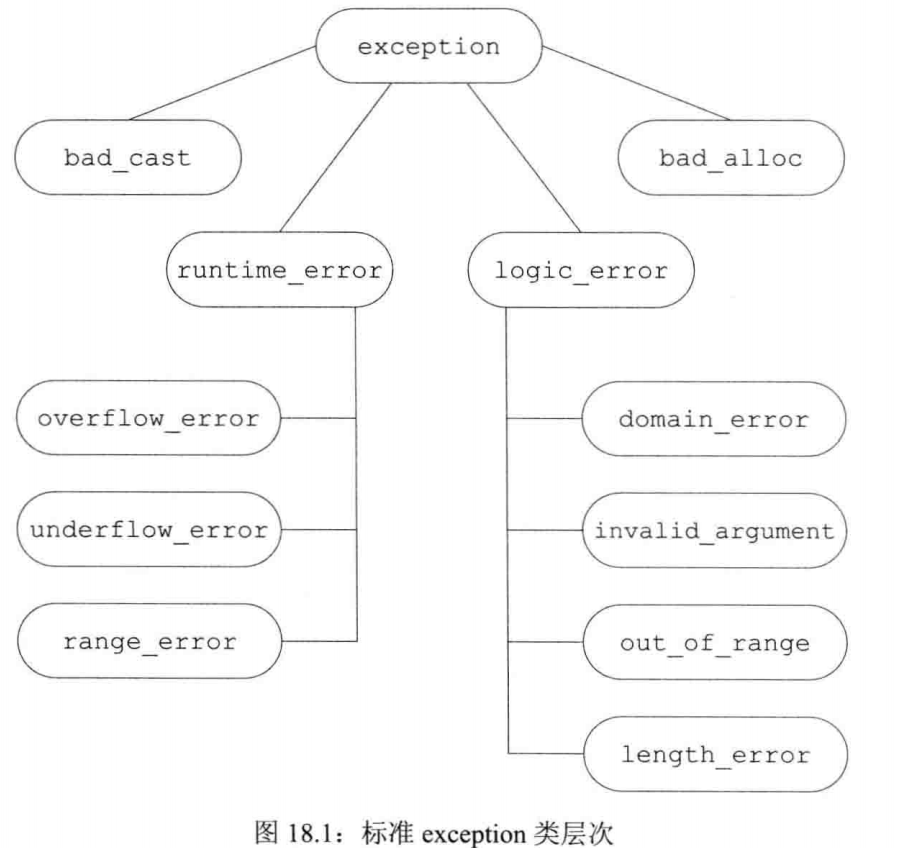 exception
bad_cast
bad_alloc
runtime_error
logic_error
overflow_error
domain_error
underflow_error
invalid_argument
range_error
out_of_range
length_error
图 18.1：标准 exception 类层次